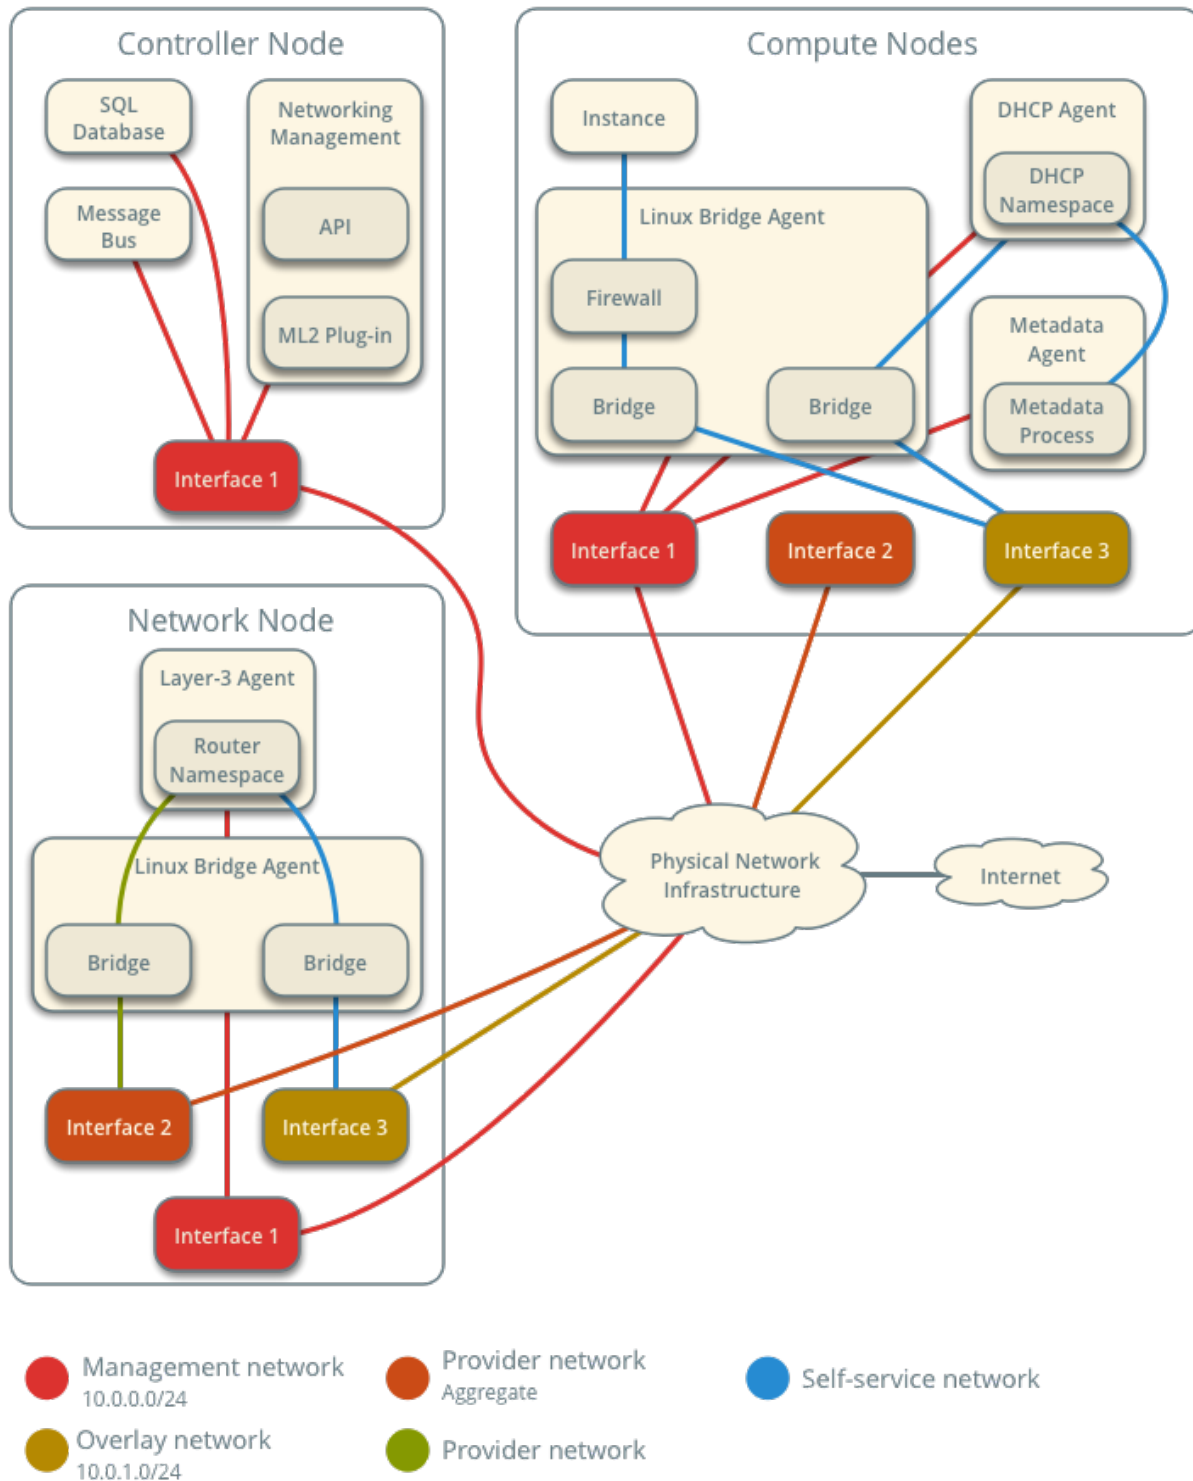 Controller Node
SQL
Database
Networking
Management
Message
Bus
API
ML2 Plug-in
Interface 1
Compute Nodes
Instance
DHCP Agent
DHCP
Namespace
Linux Bridge Agent
Firewall
Metadata
Agent
Bridge
Bridge
Metadata
Process
Interface 1
Interface 2
Interface 3
Network Node
Layer-3 Agent
Router
Namespace
Linux Bridge Agent
Bridge
Bridge
Interface 2
Interface 3
Interface 1
Physical Network
Infrastructure
Internet
Management network
10.0.0.0/24
Provider network
Aggregate
Self-service network
Overlay network
10.0.1.0/24
Provider network